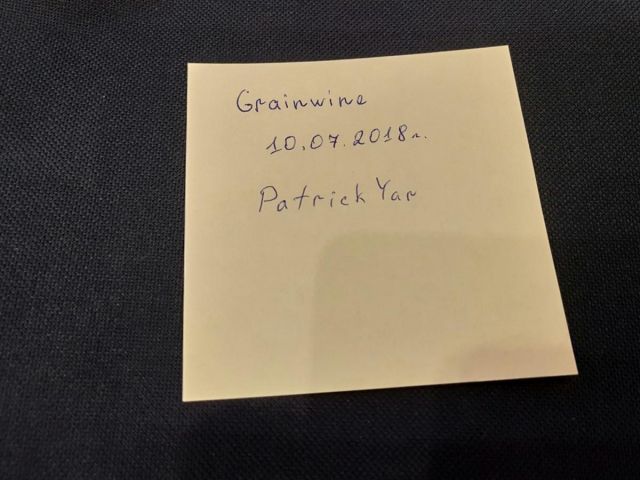 Grainwine
10.07.2018г.
Patrick Yar